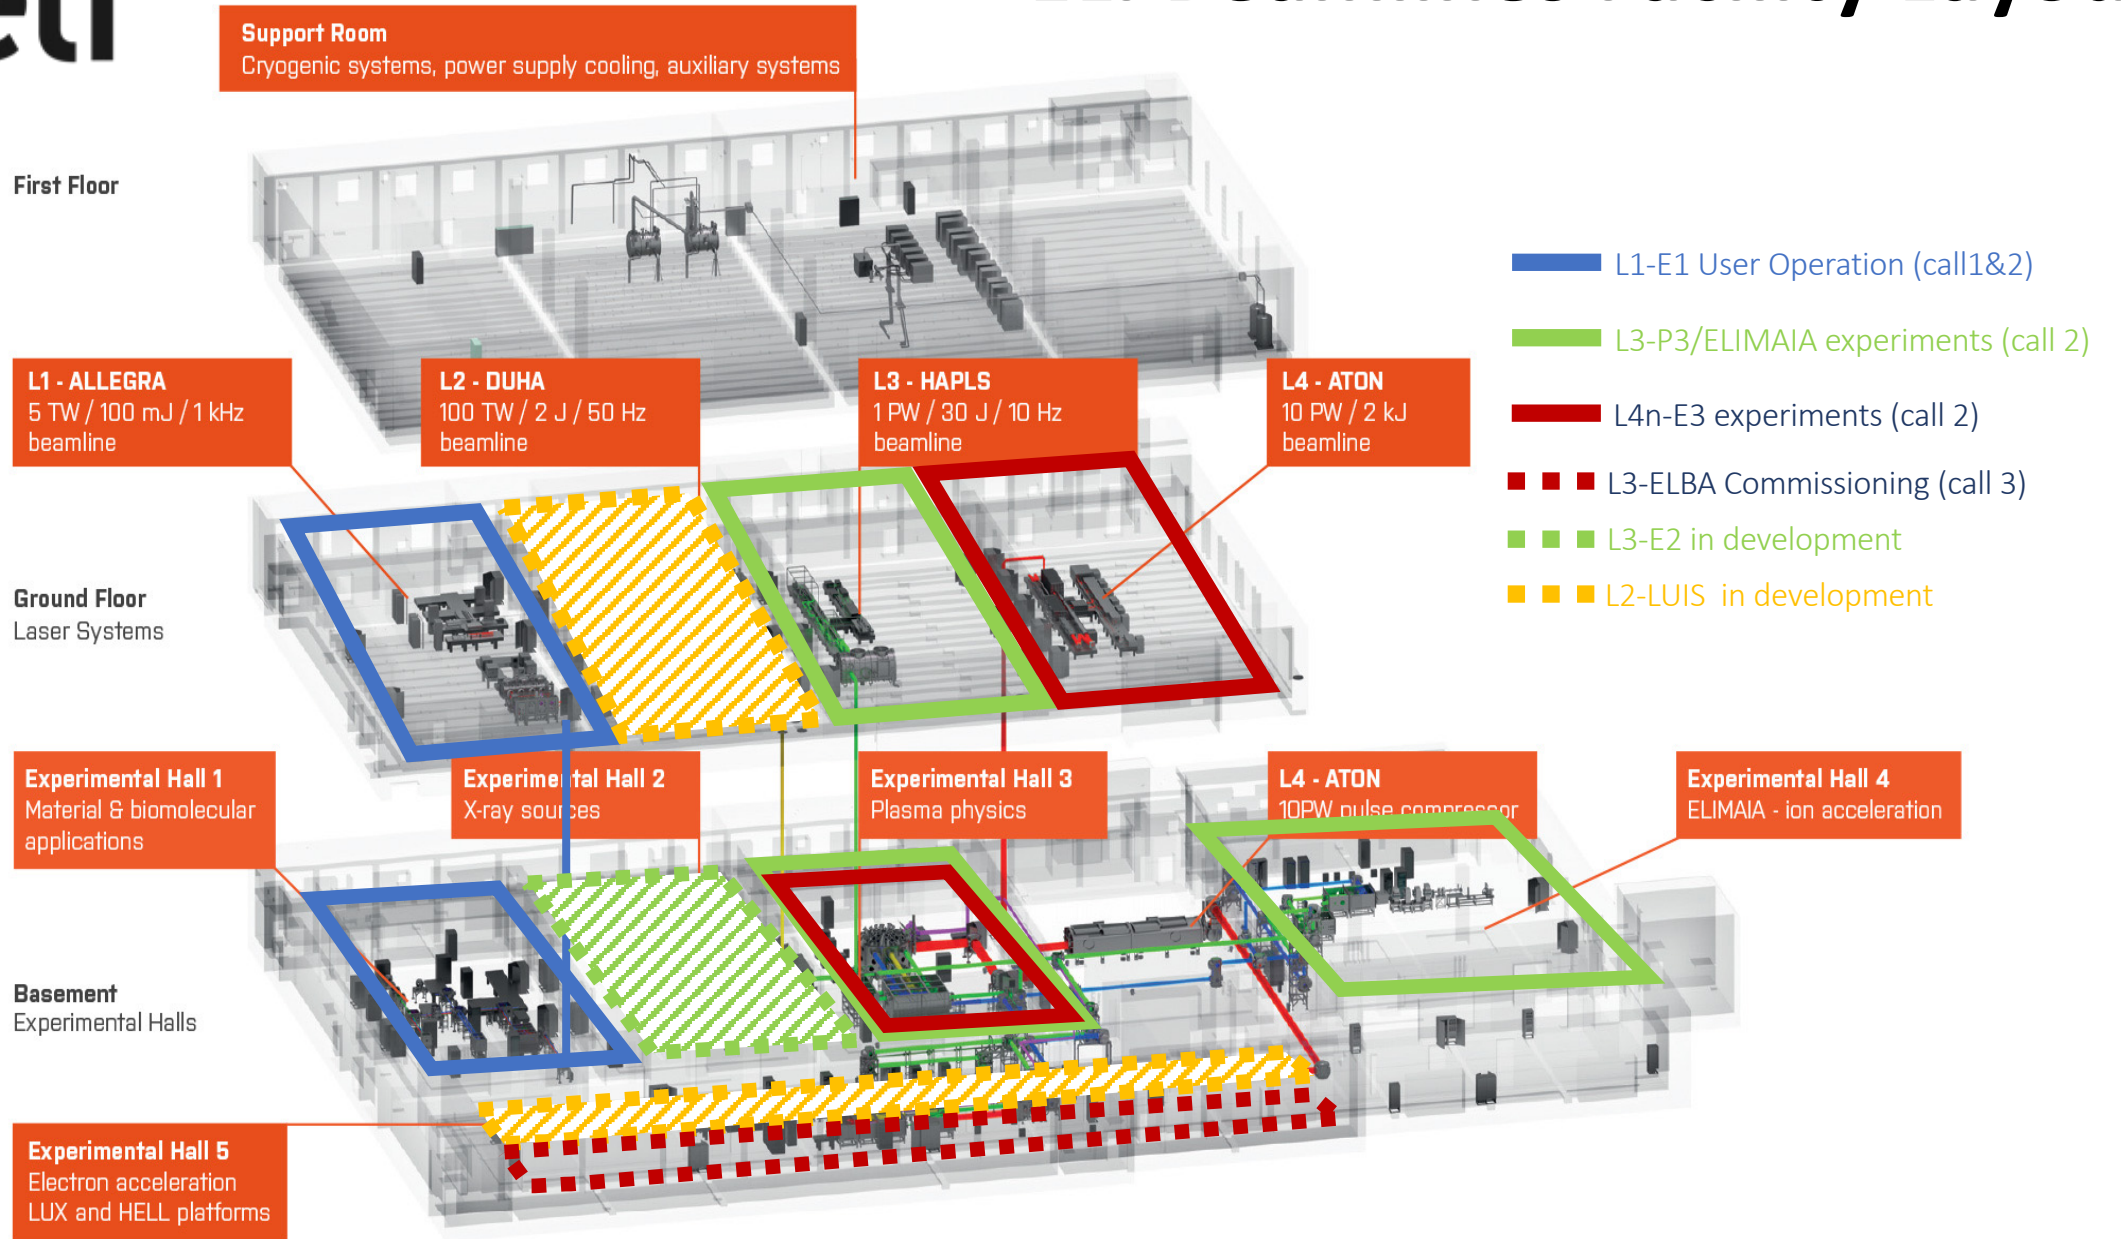 eli
Support Room
Cryogenic systems, power supply cooling, auxiliary systems
First Floor
L1-E1 User Operation (call1&2)
L3-P3/ELIMAIA experiments (call 2)
L4n-E3 experiments (call 2)
L3-ELBA Commissioning (call 3)
L3-E2 in development
L2-LUIS in development
L1 - ALLEGRA
5 TW / 100 mJ / 1 kHz
beamline
L2 - DUHA
100 TW / 2 J / 50 Hz
beamline
L3 - HAPLS
1 PW / 30 J / 10 Hz
beamline
L4 - ATON
10 PW / 2 kJ
beamline
Ground Floor
Laser Systems
Experimental Hall 1
Material & biomolecular
applications
Experimental Hall 2
X-ray sources
Experimental Hall 3
Plasma physics
L4 - ATON
10PW pulse compressor
Experimental Hall 4
ELIMAIA - ion acceleration
Basement
Experimental Halls
Experimental Hall 5
Electron acceleration
LUX and HELL platforms